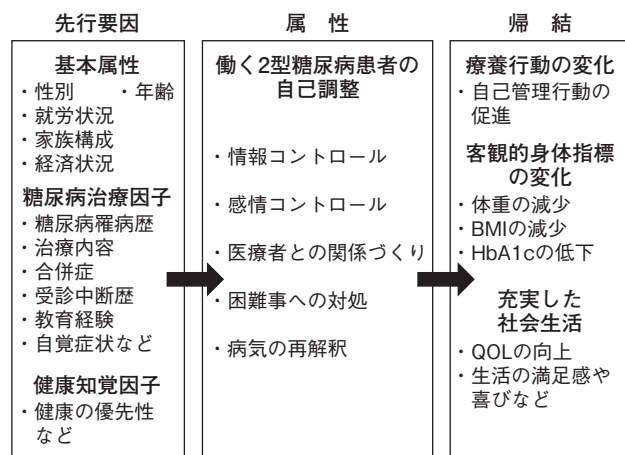 先行要因
基本属性
・性別　・年齢
・就労状況
・家族構成
・経済状況
糖尿病治療因子
・糖尿病罹病歴
・治療内容
・合併症
・受診中断歴
・教育経験
・自覚症状など
健康知覚因子
・健康の優先性
など
属 性
働く2型糖尿病患者の
自己調整
・情報コントロール
・感情コントロール
・医療者との関係づくり
・困難事への対処
・病気の再解釈
帰 結
療養行動の変化
・自己管理行動の
促進
客観的身体指標
の変化
・体重の減少
・BMIの減少
・HbA1cの低下
充実した
社会生活
・QOLの向上
・生活の満足感や
喜びなど